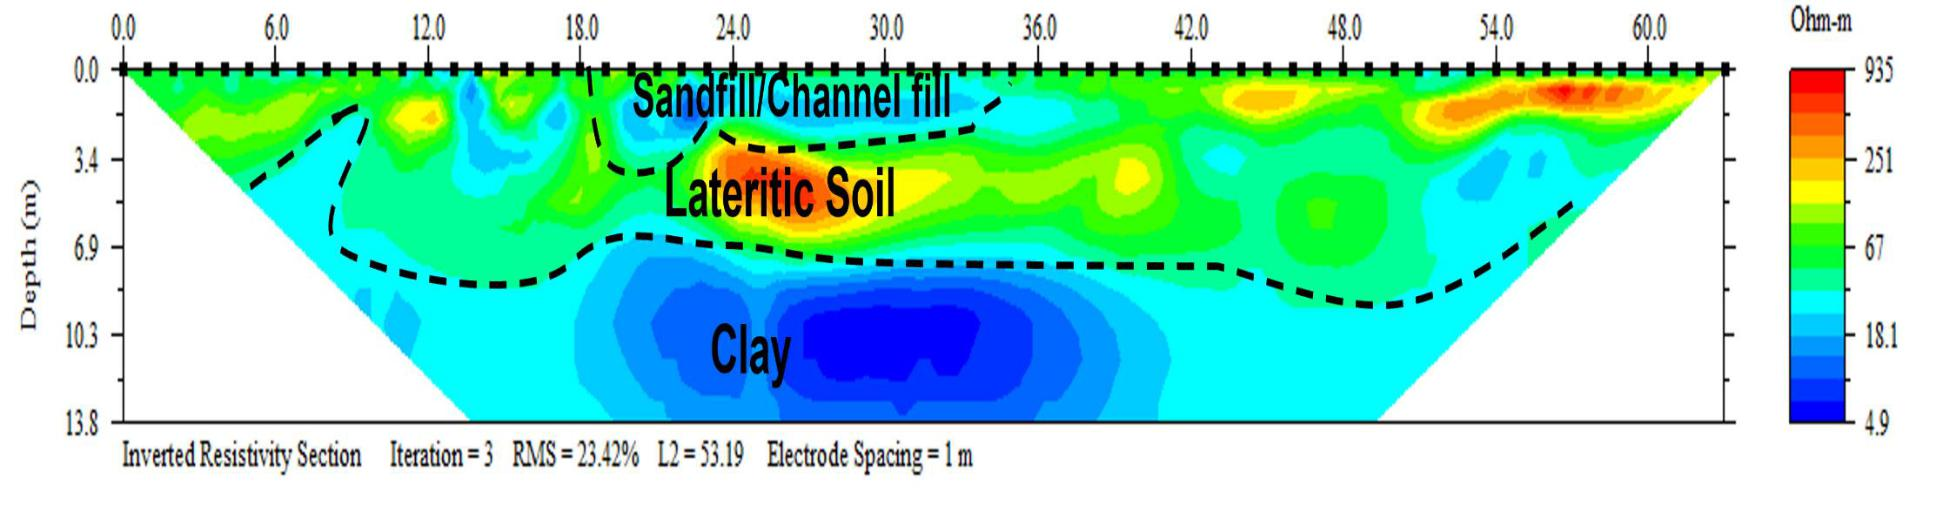 0.0 6.0 12.0 18.0 24.0 30.0 36.0 42.0 48.0 54.0 60.0 Ohm-m
0.0
3.4
6.9
10.3
13.8
Depth (m)
Sandfill/Channel fill
Lateritic Soil
Clay
935
251
67
18.1
4.9
Inverted Resistivity Section Iteration = 3 RMS = 23.42% L2 = 53.19 Electrode Spacing = 1 m